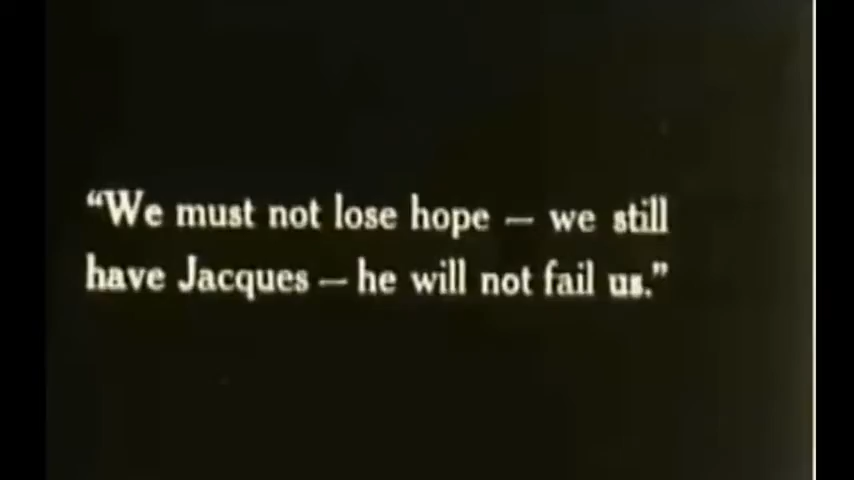 “We must not lose hope — we still
have Jacques — he will not fail us.”